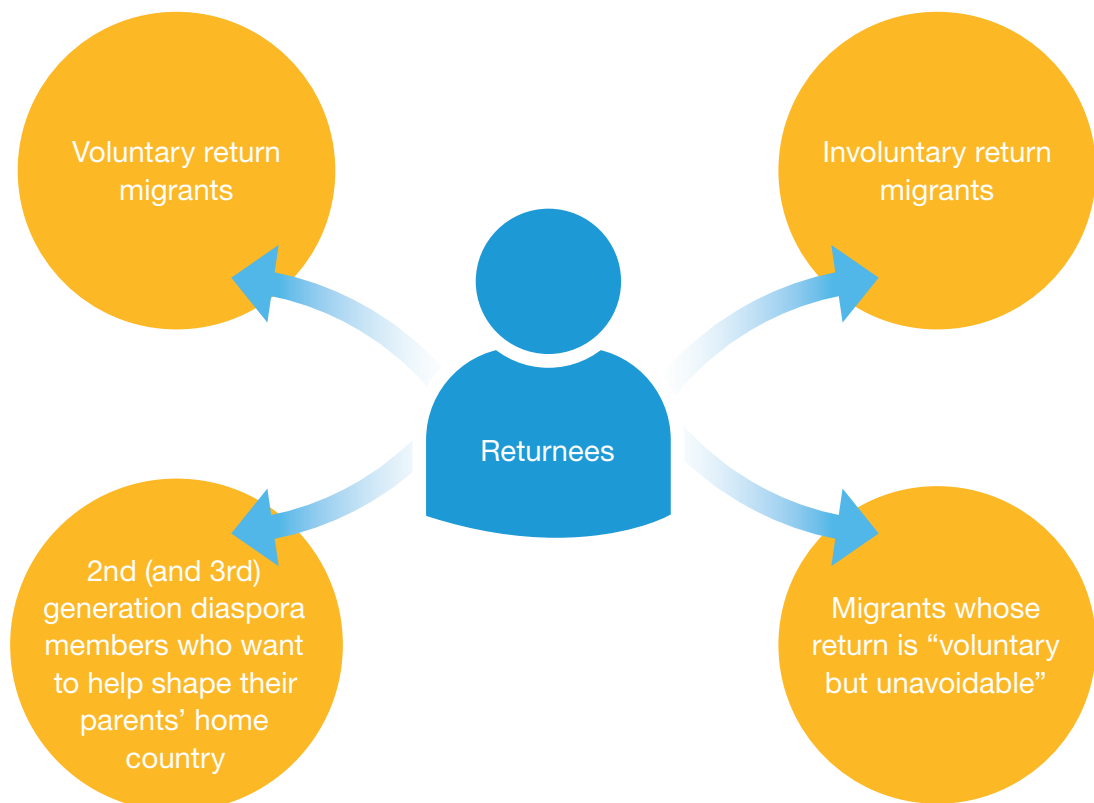 Voluntary return
migrants
Involuntary return
migrants
Returnees
2nd (and 3rd)
generation diaspora
members who want
to help shape their
parents’ home
country
Migrants whose
return is “voluntary
but unavoidable”